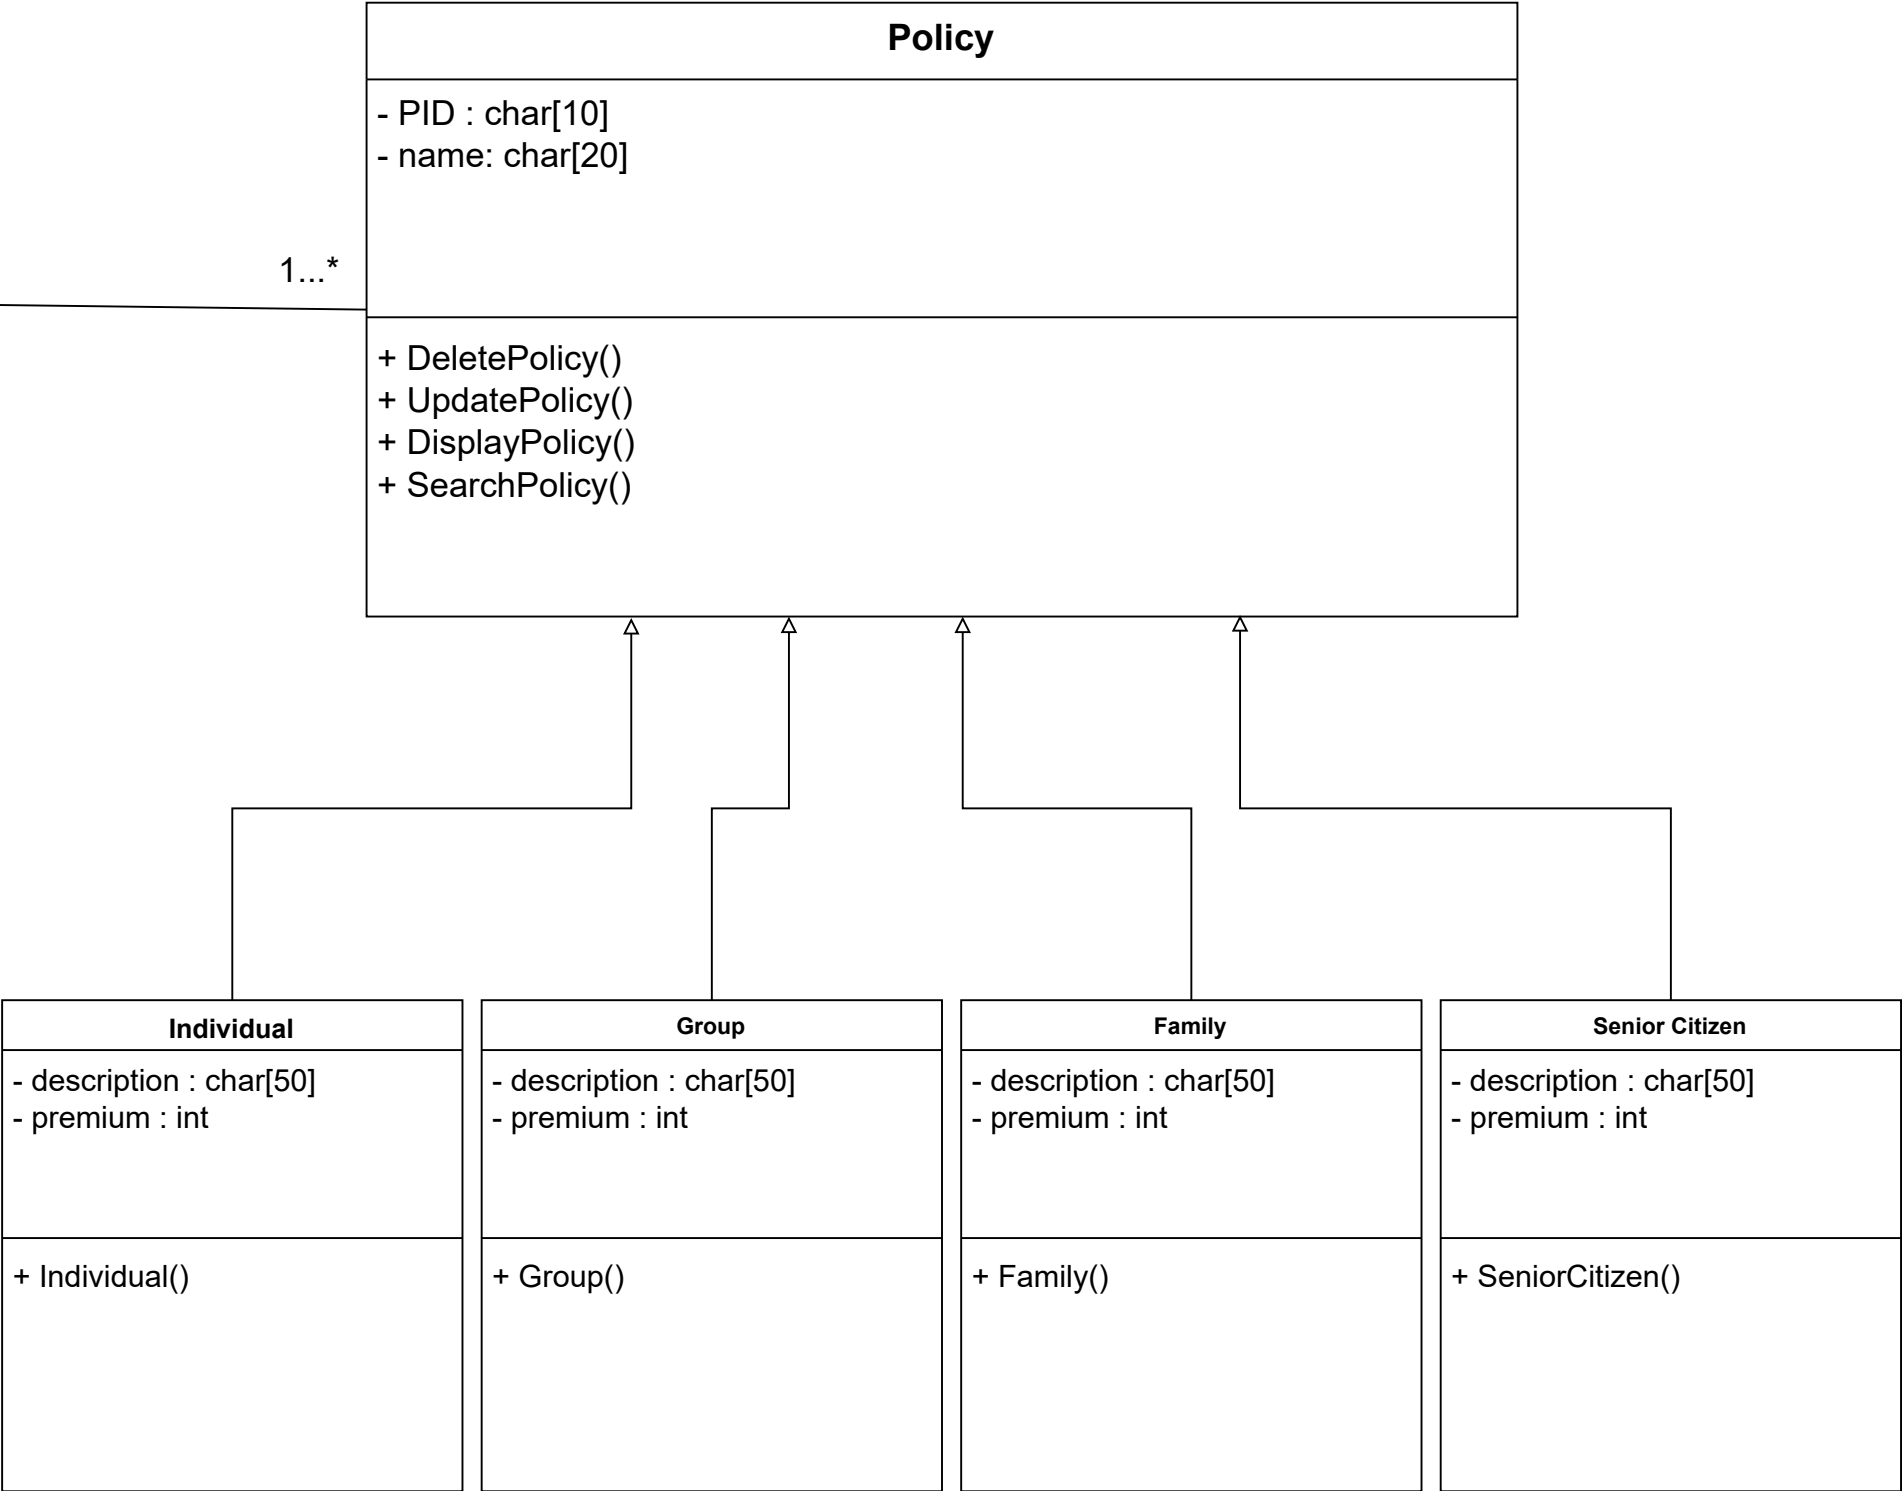 Policy
- PID : char[10]
- name: char[20]
1...*
+ DeletePolicy()
+ UpdatePolicy()
+ DisplayPolicy()
+ SearchPolicy()
Individual
- description : char[50]
- premium : int
+ Individual()
Group
- description : char[50]
- premium : int
+ Group()
Family
- description : char[50]
- premium : int
+ Family()
Senior Citizen
- description : char[50]
- premium : int
+ SeniorCitizen()